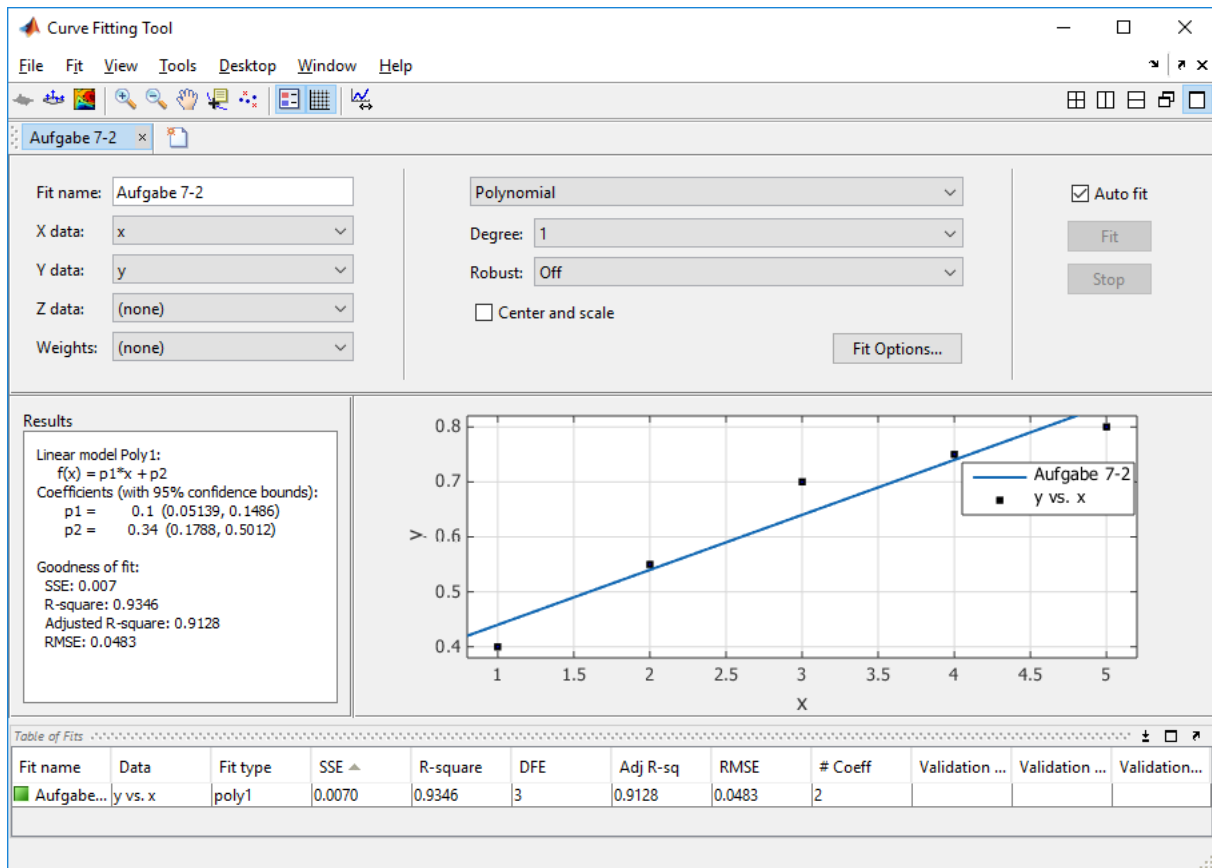 Curve Fitting Tool
File Fit View Tools Desktop Window Help
Aufgabe 7-2
Fit name: Aufgabe 7-2
X data: x
Y data: y
Z data: (none)
Weights: (none)
Polynomial
Degree: 1
Robust: Off
Center and scale
Fit Options...
Auto fit
Fit
Stop
Results
Linear model Poly1:
f(x) = p1*x + p2
Coefficients (with 95% confidence bounds):
p1 = 0.1 (0.05139, 0.1486)
p2 = 0.34 (0.1788, 0.5012)
Goodness of fit:
SSE: 0.007
R-square: 0.9346
Adjusted R-square: 0.9128
RMSE: 0.0483
0.8
0.7
0.6
0.5
0.4
y
1 1.5 2 2.5 3 3.5 4 4.5 5
x
Aufgabe 7-2
y vs. x
Table of Fits
Fit name Data Fit type SSE R-square DFE Adj R-sq RMSE # Coeff Validation ... Validation ... Validation...
Aufgabe... y vs. x poly1 0.0070 0.9346 3 0.9128 0.0483 2